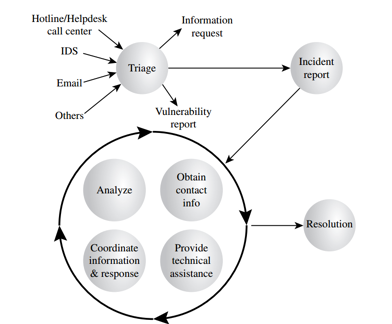 Hotline/Helpdesk
call center
Information
request
IDS
Triage
Incident
report
Email
Others
Vulnerability
report
Analyze
Obtain
contact
info
Resolution
Coordinate
information
& response
Provide
technical
assistance